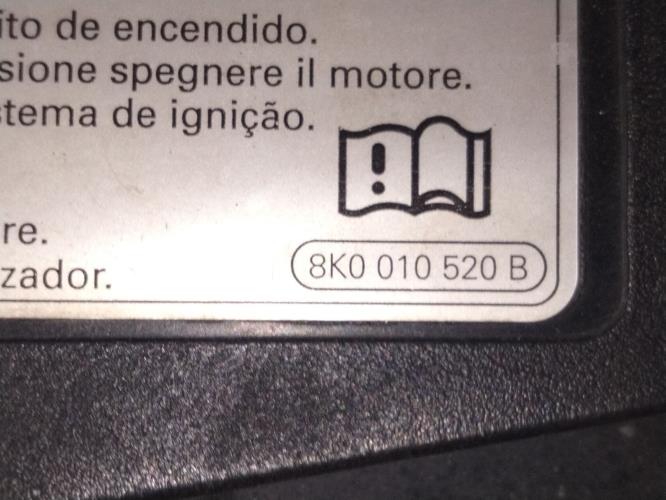 ito de encendido.
sione spegnere il motore.
stema de ignição.
re.
zador.
8K0 010 520 B